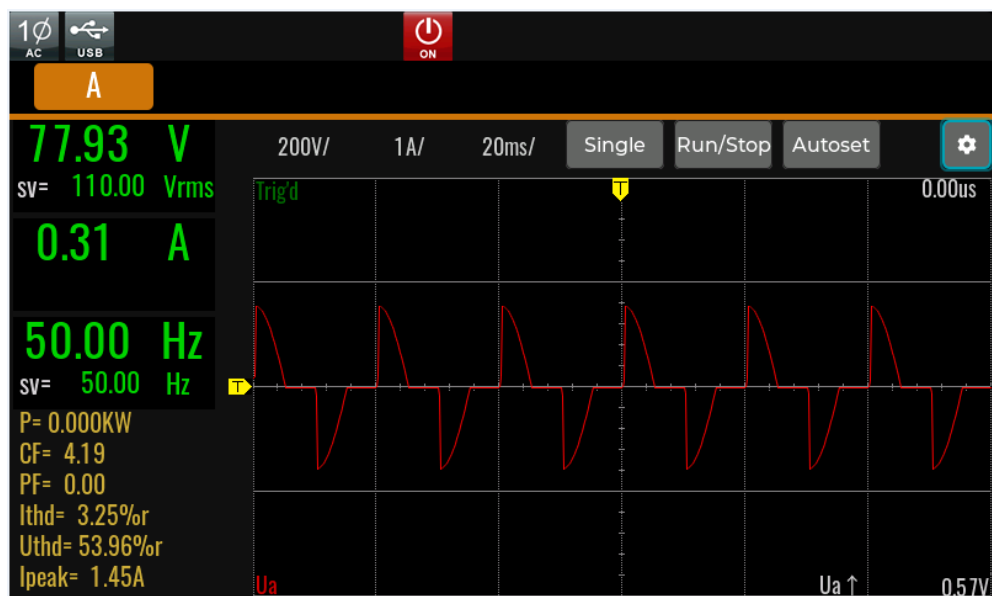 1Ø
AC
USB
ON
A
77.93 V
SV= 110.00 Vrms
0.31 A
50.00 Hz
SV= 50.00 Hz
P= 0.000KW
CF= 4.19
PF= 0.00
Ithd= 3.25%r
Uthd= 53.96%r
Ipeak= 1.45A
200V/ 1A/ 20ms/ Single Run/Stop Autoset
Trig'd T 0.00us
T
Ua Ua↑ 0.57V